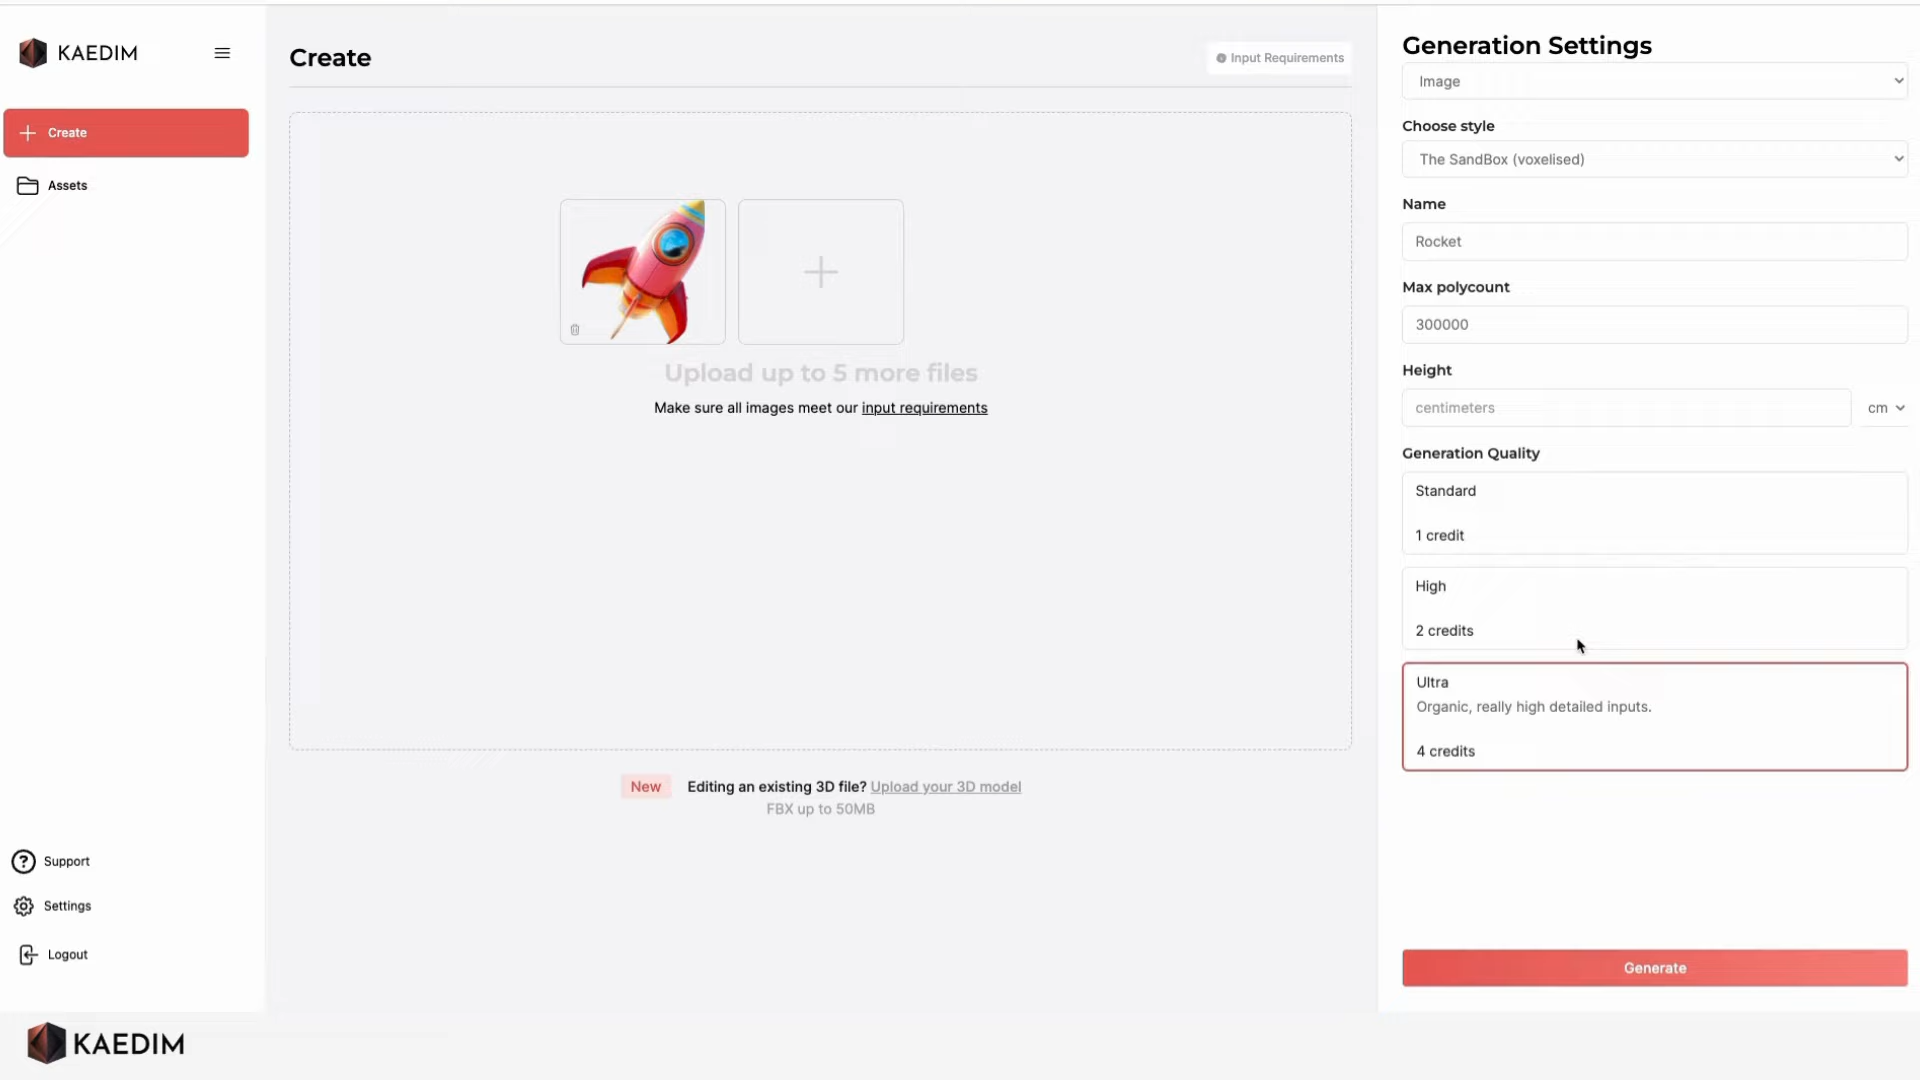 KAEDIM
Create
Assets
Support
Settings
Logout
KAEDIM
Create
Input Requirements
Upload up to 5 more files
Make sure all images meet our input requirements
New Editing an existing 3D file? Upload your 3D model
FBX up to 50MB
Generation Settings
Image
Choose style
The SandBox (voxelised)
Name
Rocket
Max polycount
300000
Height
centimeters cm
Generation Quality
Standard
1 credit
High
2 credits
Ultra
Organic, really high detailed inputs.
4 credits
Generate